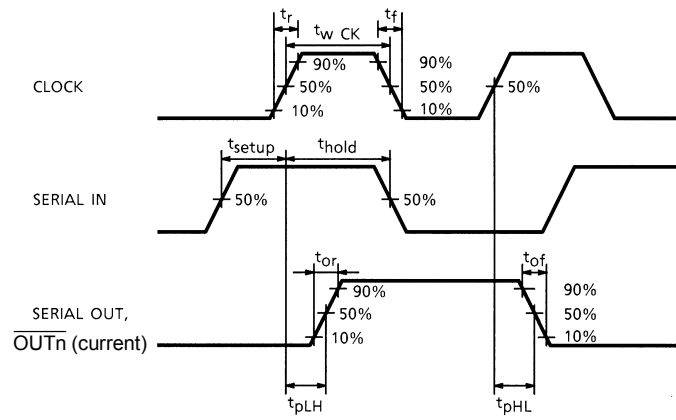 tr
tw CK
tf
CLOCK
90%
50%
10%
90%
50%
10%
50%
tsetup
thold
SERIAL IN
50%
50%
tor
tof
SERIAL OUT,
OUTn (current)
90%
50%
10%
90%
50%
10%
tpLH
tpHL